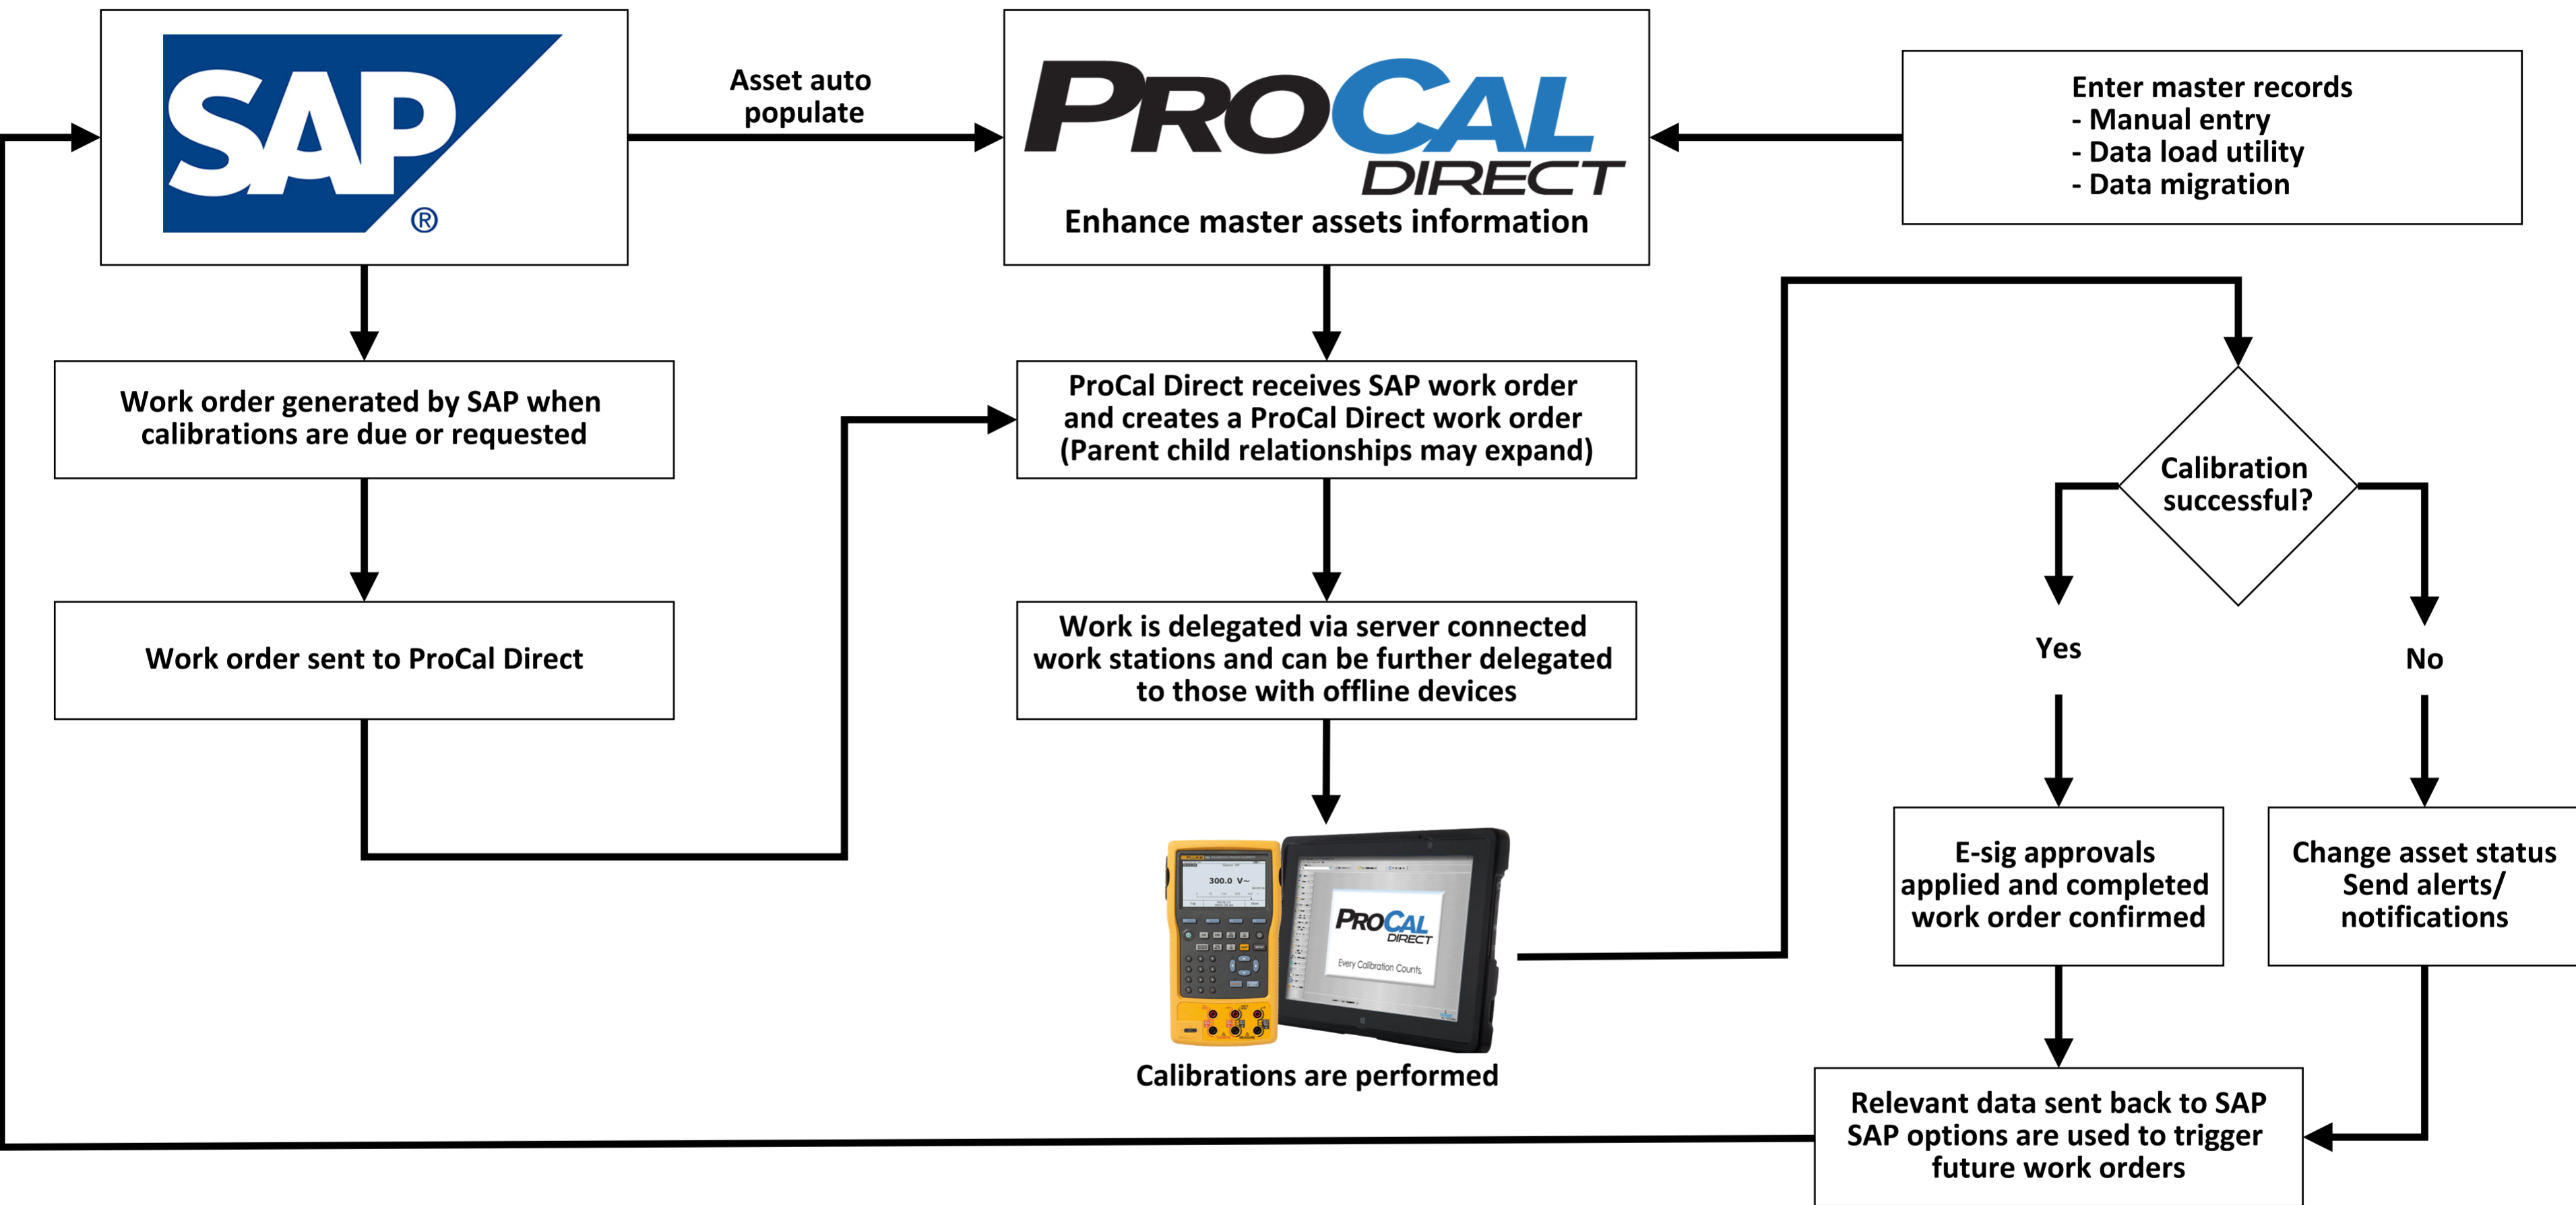 SAP
®
Asset auto
populate
PROCAL
DIRECT
Enhance master assets information
Enter master records
- Manual entry
- Data load utility
- Data migration
Work order generated by SAP when
calibrations are due or requested
ProCal Direct receives SAP work order
and creates a ProCal Direct work order
(Parent child relationships may expand)
Calibration
successful?
Work order sent to ProCal Direct
Work is delegated via server connected
work stations and can be further delegated
to those with offline devices
Yes
No
300.0 V~
PROCAL
DIRECT
Every Calibration Counts.
Calibrations are performed
E-sig approvals
applied and completed
work order confirmed
Change asset status
Send alerts/
notifications
Relevant data sent back to SAP
SAP options are used to trigger
future work orders